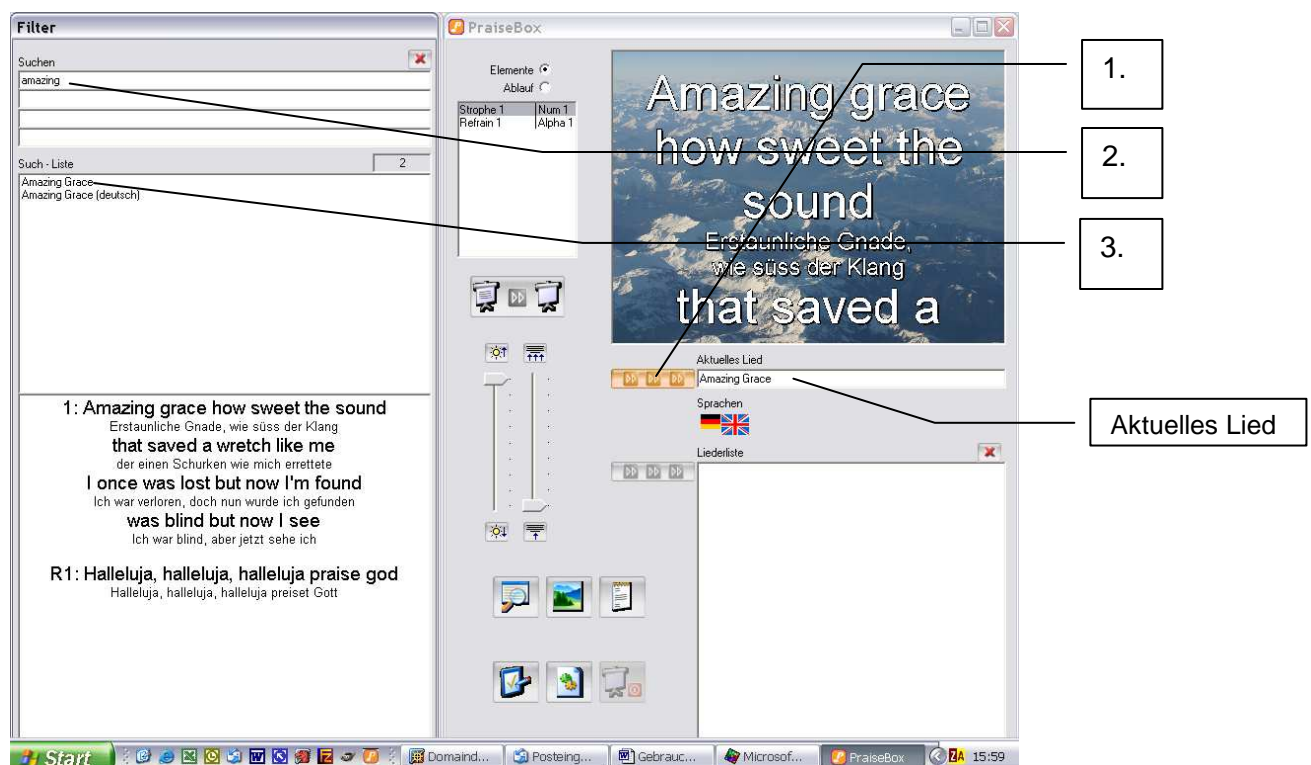 Filter
Suchen
amazing
Such - Liste 2
Amazing Grace
Amazing Grace (deutsch)
1: Amazing grace how sweet the sound
Erstaunliche Gnade, wie süss der Klang
that saved a wretch like me
der einen Schurken wie mich errettete
I once was lost but now I'm found
Ich war verloren, doch nun wurde ich gefunden
was blind but now I see
Ich war blind, aber jetzt sehe ich
R1: Halleluja, halleluja, halleluja praise god
Halleluja, halleluja, halleluja preiset Gott
PraiseBox
Elemente
Ablauf
Strophe 1 Num 1
Refrain 1 Alpha 1
Amazing grace
how sweet the
sound
Erstaunliche Gnade,
wie süss der Klang
that saved a
Aktuelles Lied
Amazing Grace
Sprachen
Liederliste
1.
2.
3.
Aktuelles Lied
Start Domaind... Posteing... Gebrauc... Microsof... PraiseBox ZA 15:59